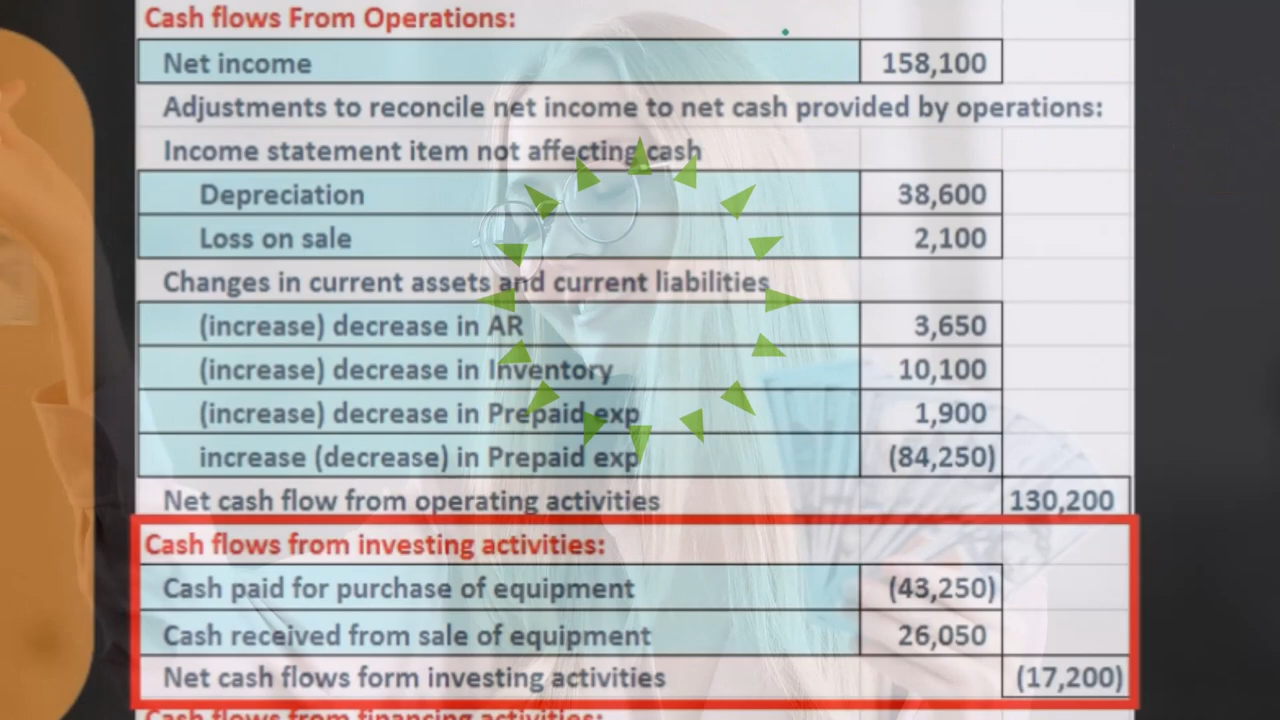 Cash flows From Operations:
Net income 158,100
Adjustments to reconcile net income to net cash provided by operations:
Income statement item not affecting cash
Depreciation 38,600
Loss on sale 2,100
Changes in current assets and current liabilities
(increase) decrease in AR 3,650
(increase) decrease in Inventory 10,100
(increase) decrease in Prepaid exp 1,900
increase (decrease) in Prepaid exp (84,250)
Net cash flow from operating activities 130,200
Cash flows from investing activities:
Cash paid for purchase of equipment (43,250)
Cash received from sale of equipment 26,050
Net cash flows form investing activities (17,200)
Cash flows from financing activities: